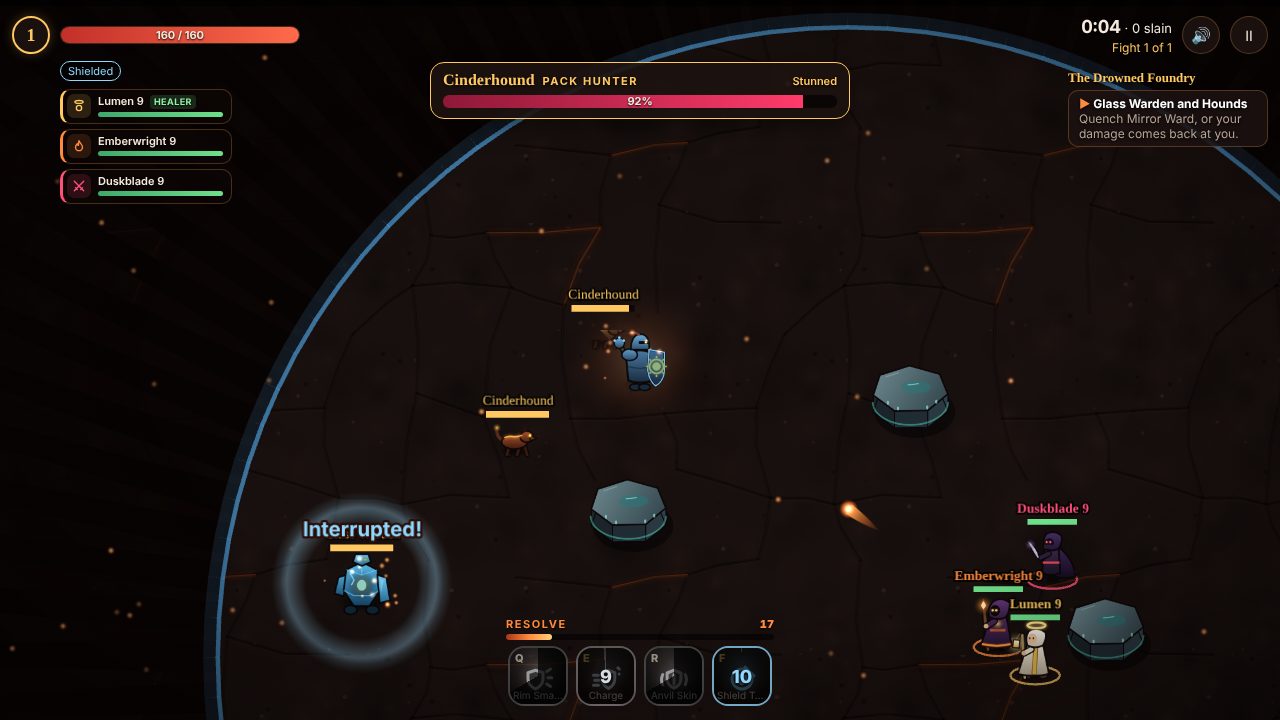 1
160 / 160
Shielded
Lumen 9 HEALER
Emberwright 9
Duskblade 9
Cinderhound PACK HUNTER
Stunned
92%
0:04 · 0 slain
Fight 1 of 1
The Drowned Foundry
▶ Glass Warden and Hounds
Quench Mirror Ward, or your
damage comes back at you.
Cinderhound
Cinderhound
Interrupted!
Duskblade 9
Emberwright 9
Lumen 9
RESOLVE 17
Q
Rim Sma...
E
9
Charge
R
Anvil Skin
F
10
Shield T...